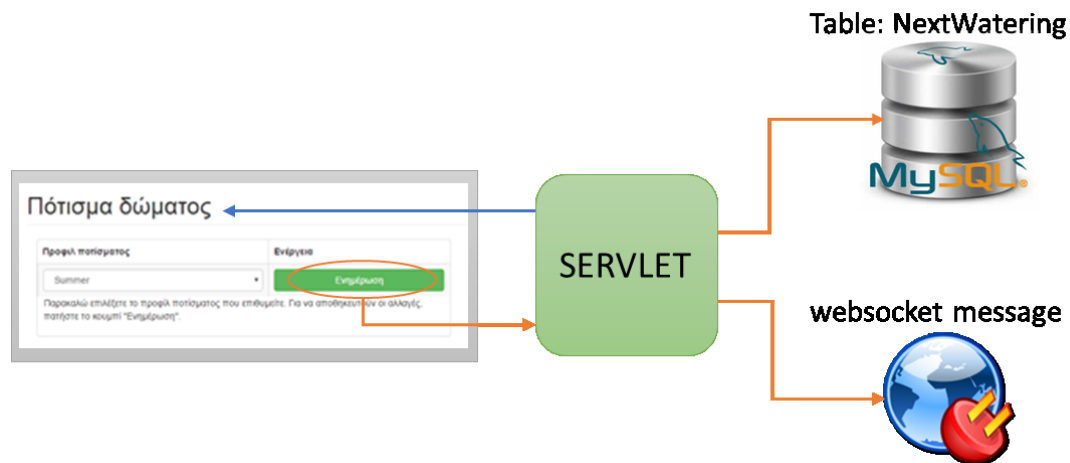 Table: NextWatering
MySQL®
Πότισμα δώματος
Προφίλ ποτίσματος Ενέργεια
Summer Ενημέρωση
Παρακαλώ επιλέξετε το προφίλ ποτίσματος που επιθυμείτε. Για να αποθηκευτούν οι αλλαγές,
πατήστε το κουμπί "Ενημέρωση".
SERVLET
websocket message